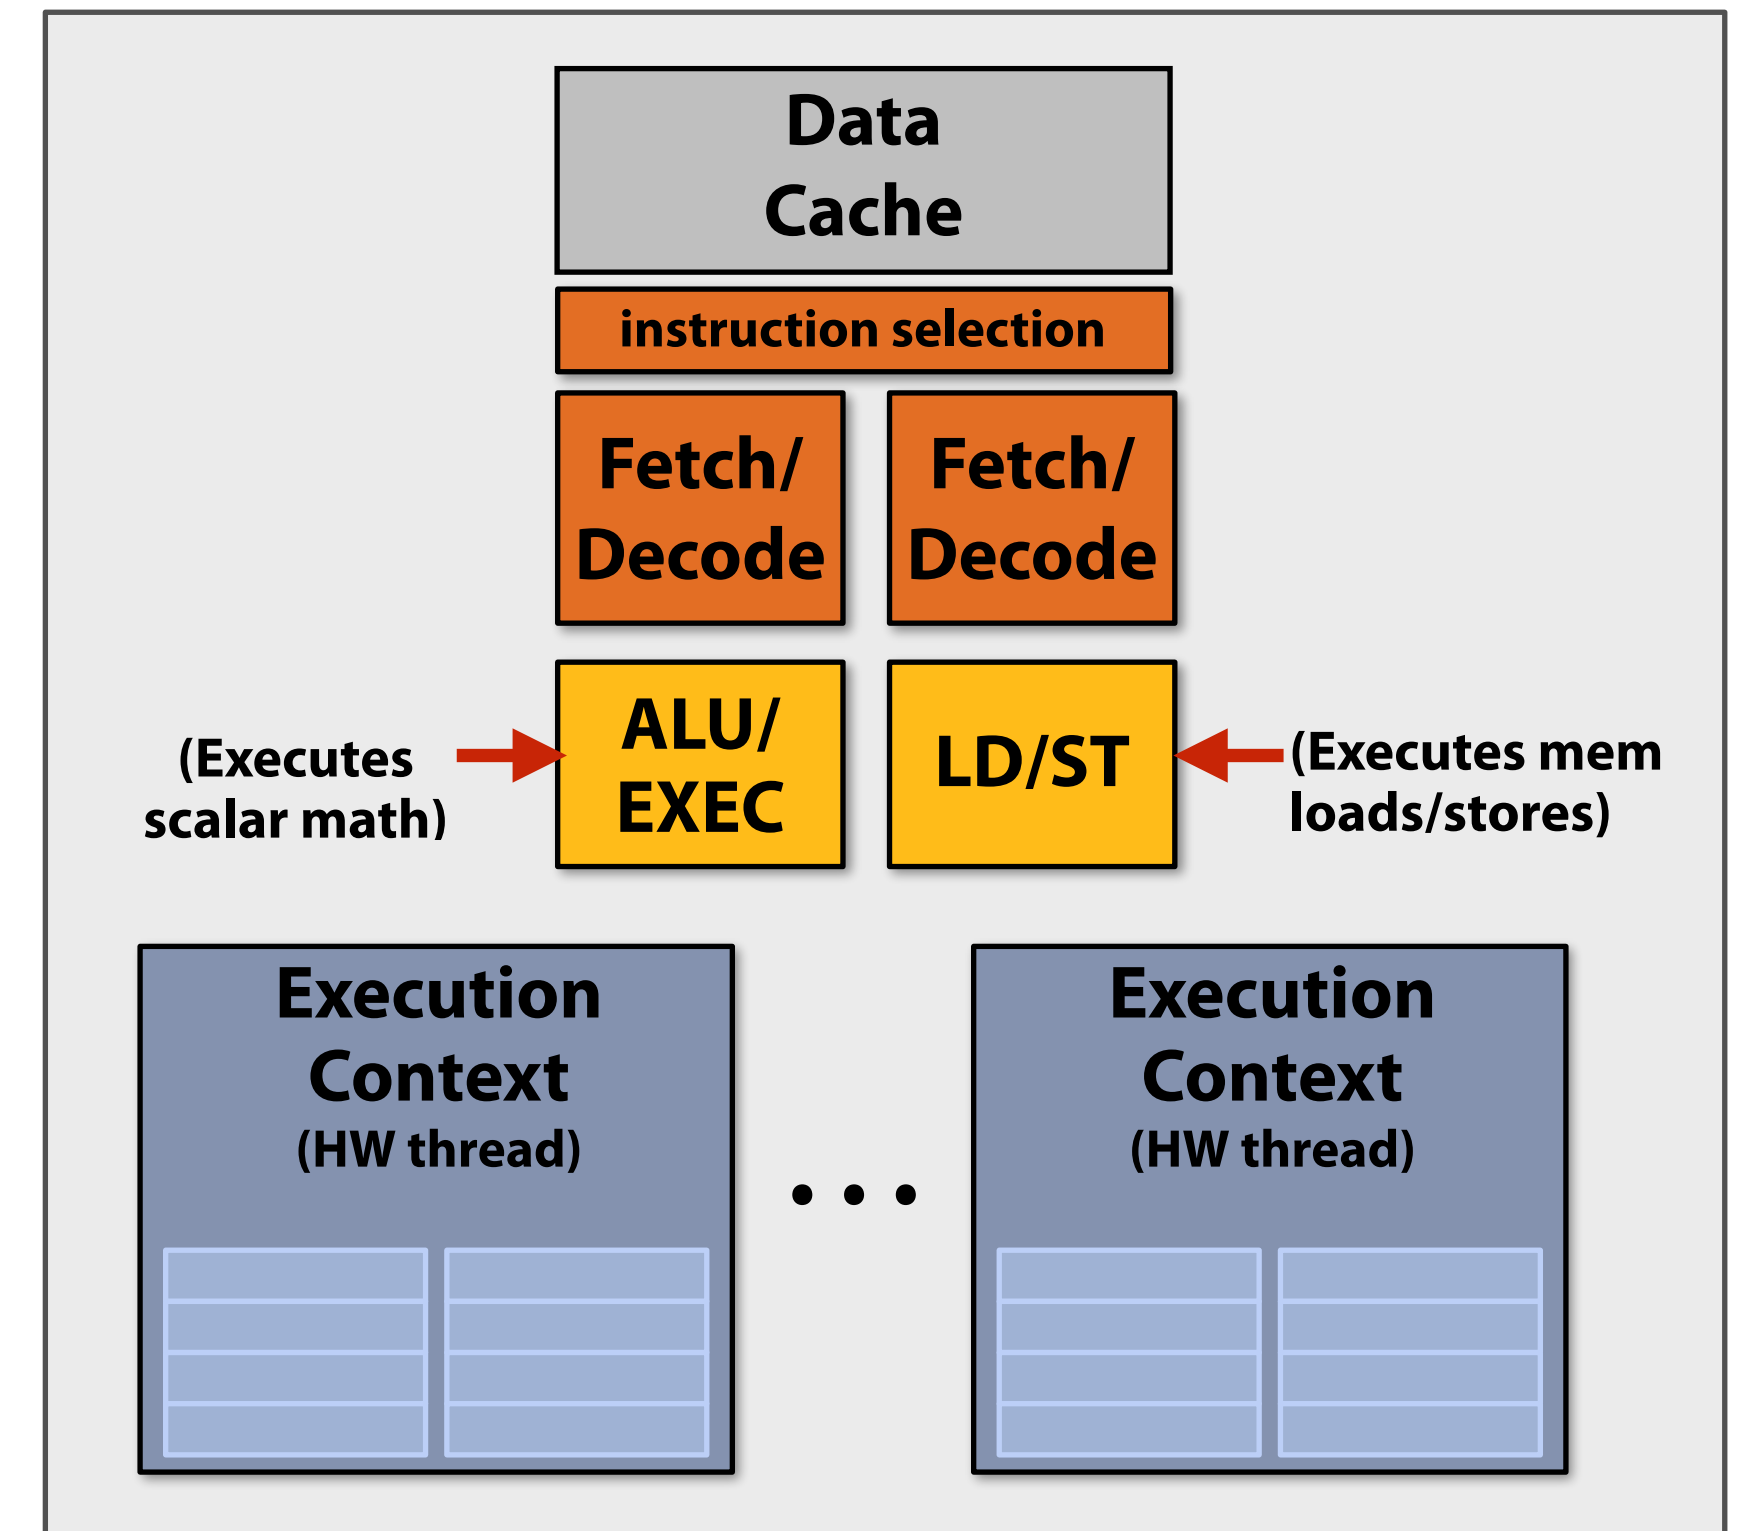 Data
Cache
instruction selection
Fetch/
Decode
Fetch/
Decode
(Executes
scalar math)
ALU/
EXEC
LD/ST
(Executes mem
loads/stores)
Execution
Context
(HW thread)
...
Execution
Context
(HW thread)